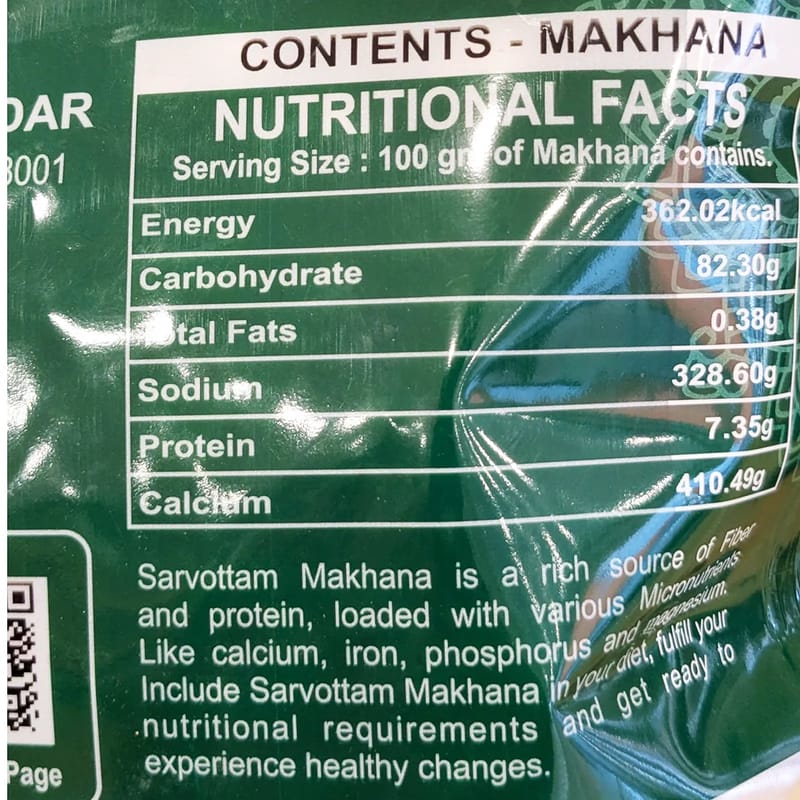 CONTENTS - MAKHANA
NUTRITIONAL FACTS
Serving Size : 100 gm of Makhana contains.
Energy 362.02kcal
Carbohydrate 82.30g
Total Fats 0.38g
Sodium 328.60g
Protein 7.35g
Calcium 410.49g
Sarvottam Makhana is a rich source of Fiber
and protein, loaded with various Micronutrients
Like calcium, iron, phosphorus and magnesium.
Include Sarvottam Makhana in your diet, fulfill your
nutritional requirements and get ready to
experience healthy changes.
DAR
3001
Page